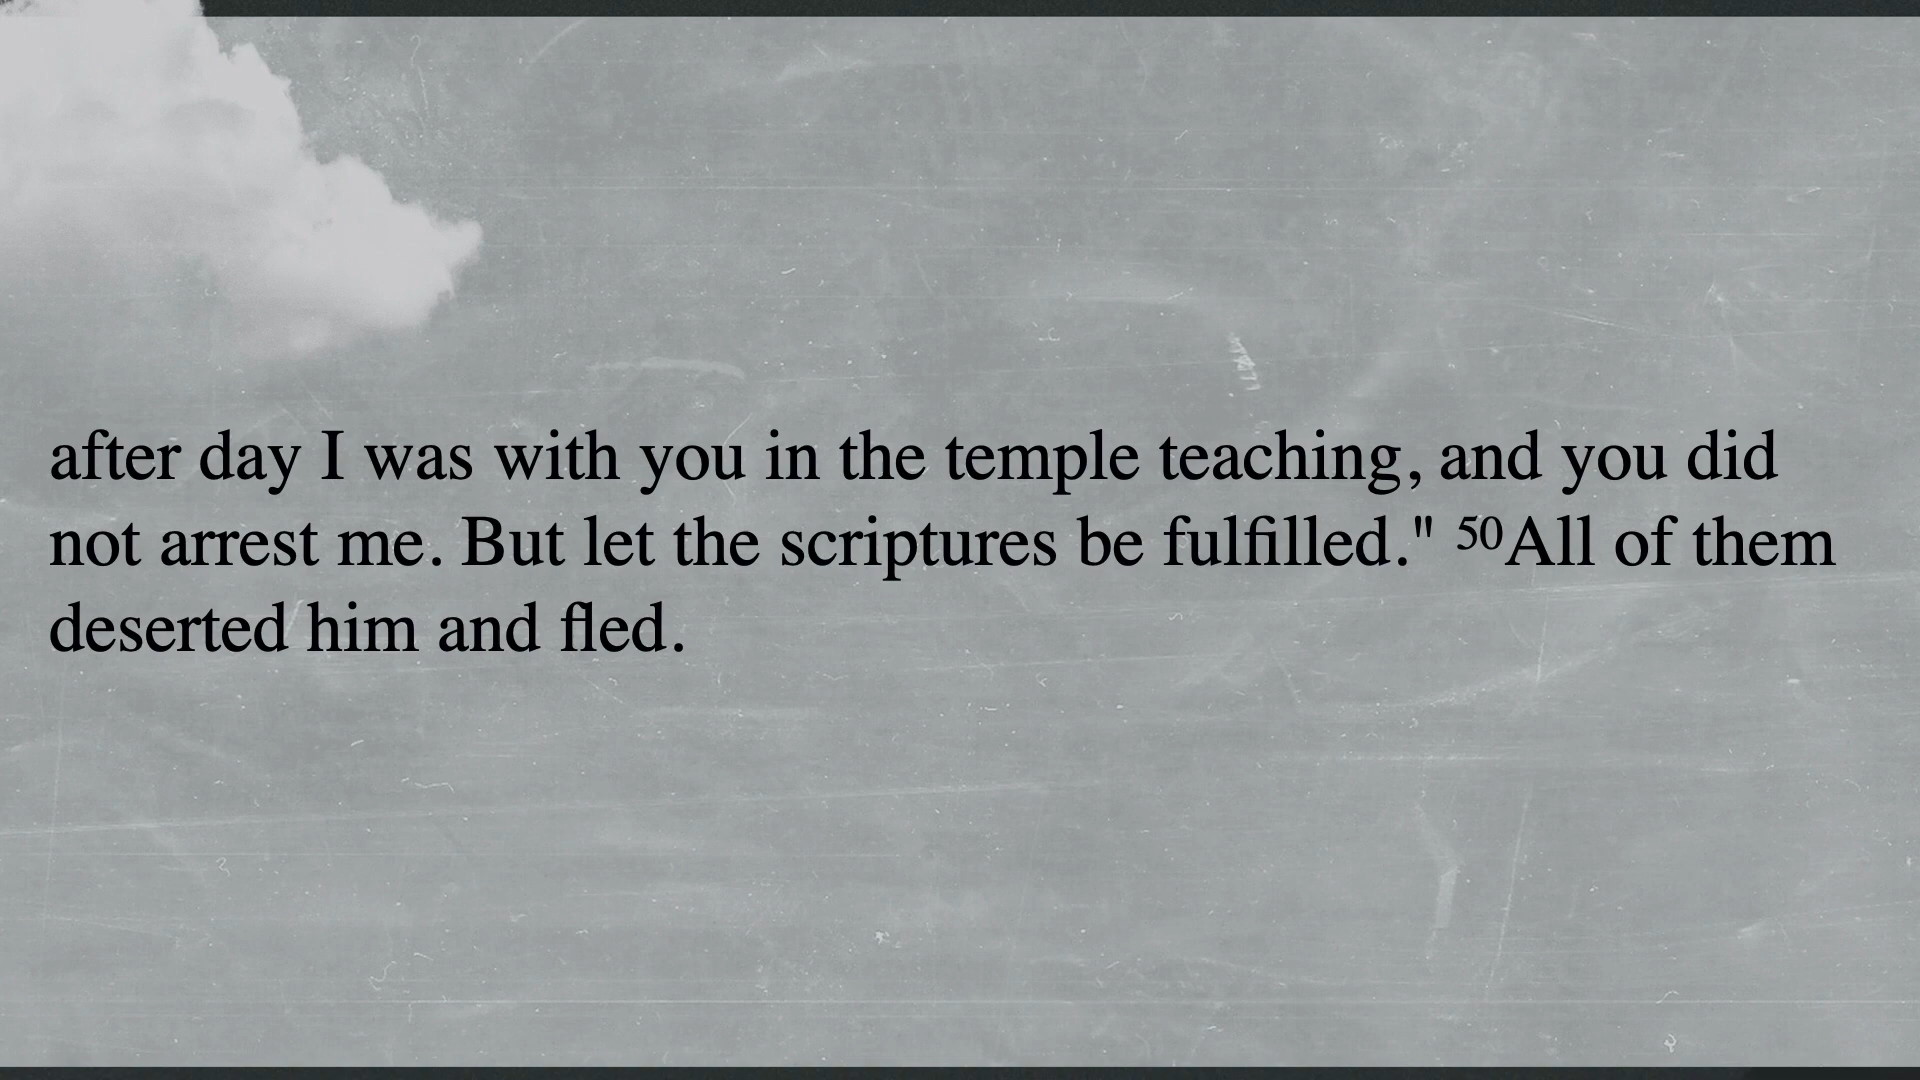 after day I was with you in the temple teaching, and you did
not arrest me. But let the scriptures be fulfilled." 50All of them
deserted him and fled.